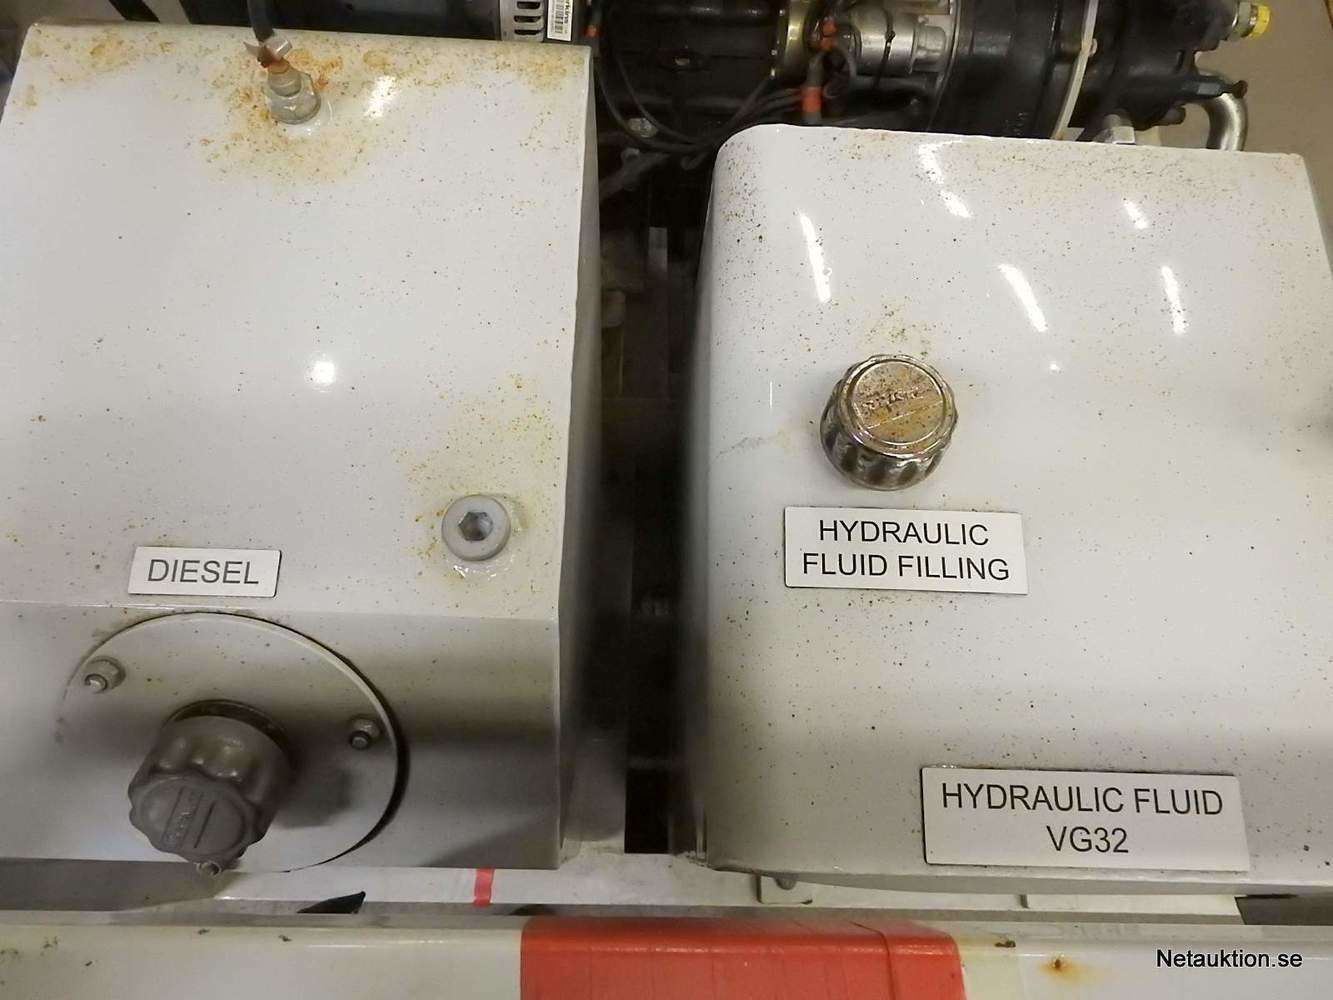 DIESEL
HYDRAULIC
FLUID FILLING
HYDRAULIC FLUID
VG32
Netauktion.se